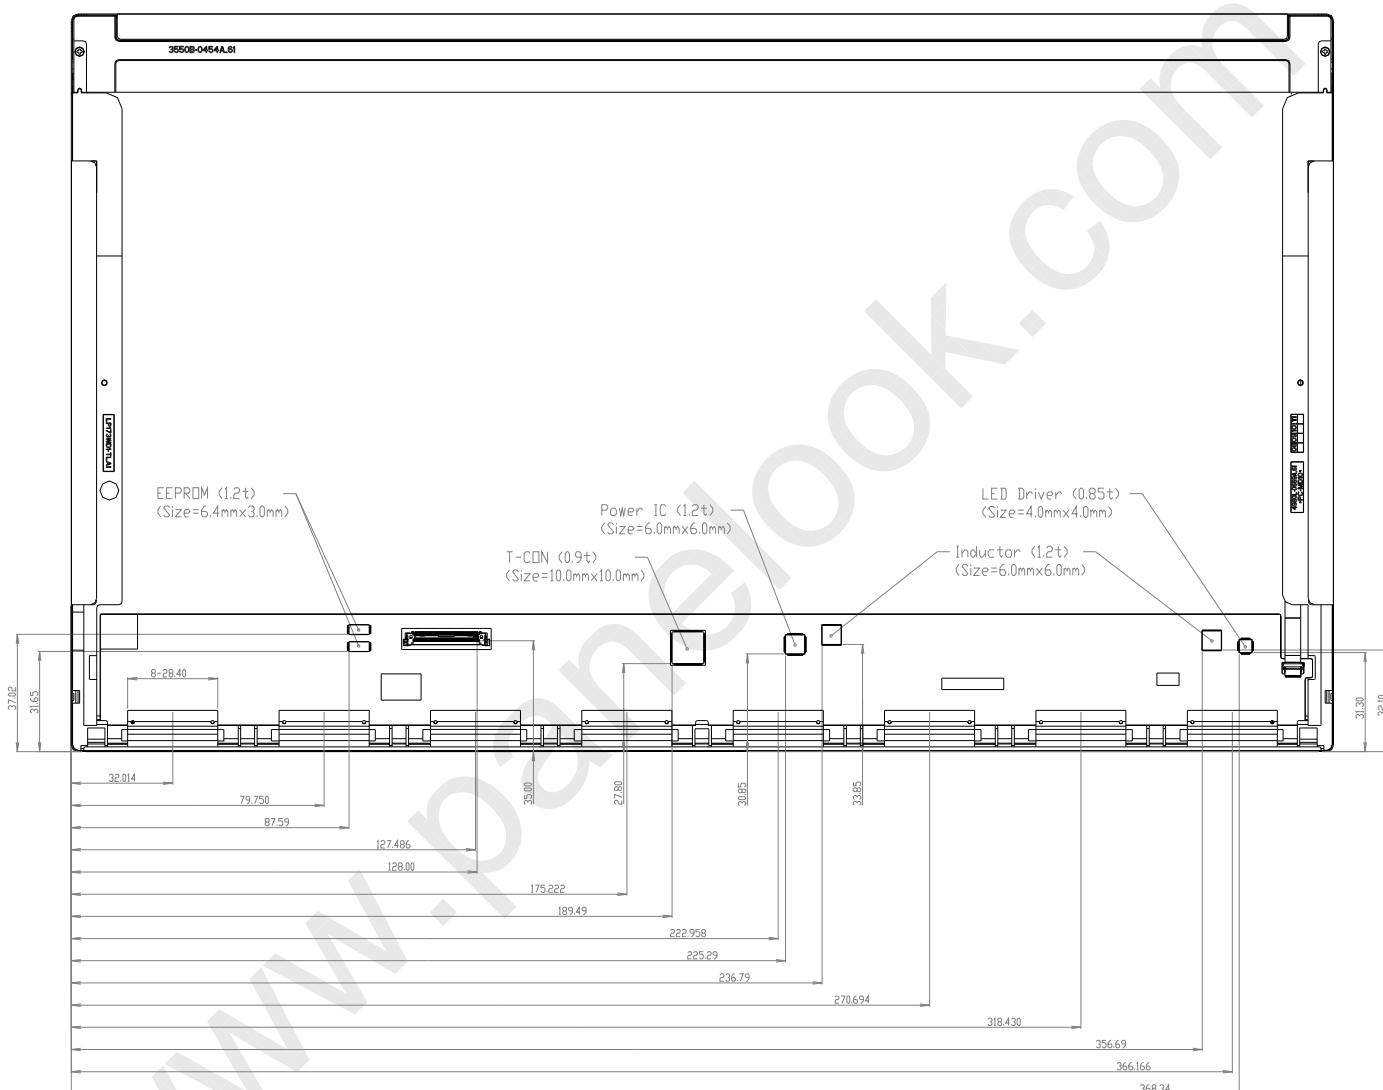 3550B-0454A_61
LP173WD1-TLA1
EEPROM (1.2t)
(Size=6.4mmx3.0mm)
Power IC (1.2t)
(Size=6.0mmx6.0mm)
T-CON (0.9t)
(Size=10.0mmx10.0mm)
LED Driver (0.85t)
(Size=4.0mmx4.0mm)
Inductor (1.2t)
(Size=6.0mmx6.0mm)
8-28.40
37.02
31.65
35.00
27.80
30.85
33.85
31.30
32.10
32.014
79.750
87.59
127.486
128.00
175.222
189.49
222.958
225.29
236.79
270.694
318.430
356.69
366.166
368.34
www.panelook.com